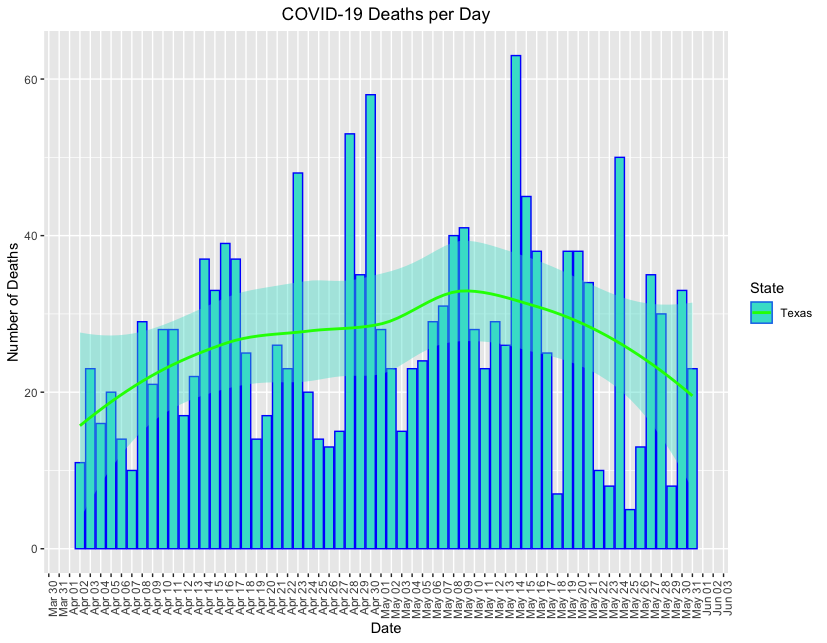 COVID-19 Deaths per Day
60
40
20
0
Number of Deaths
Mar 30
Mar 31
Apr 01
Apr 02
Apr 03
Apr 04
Apr 05
Apr 06
Apr 07
Apr 08
Apr 09
Apr 10
Apr 11
Apr 12
Apr 13
Apr 14
Apr 15
Apr 16
Apr 17
Apr 18
Apr 19
Apr 20
Apr 21
Apr 22
Apr 23
Apr 24
Apr 25
Apr 26
Apr 27
Apr 28
Apr 29
Apr 30
May 01
May 02
May 03
May 04
May 05
May 06
May 07
May 08
May 09
May 10
May 11
May 12
May 13
May 14
May 15
May 16
May 17
May 18
May 19
May 20
May 21
May 22
May 23
May 24
May 25
May 26
May 27
May 28
May 29
May 30
May 31
Jun 01
Jun 02
Jun 03
Date
State
Texas